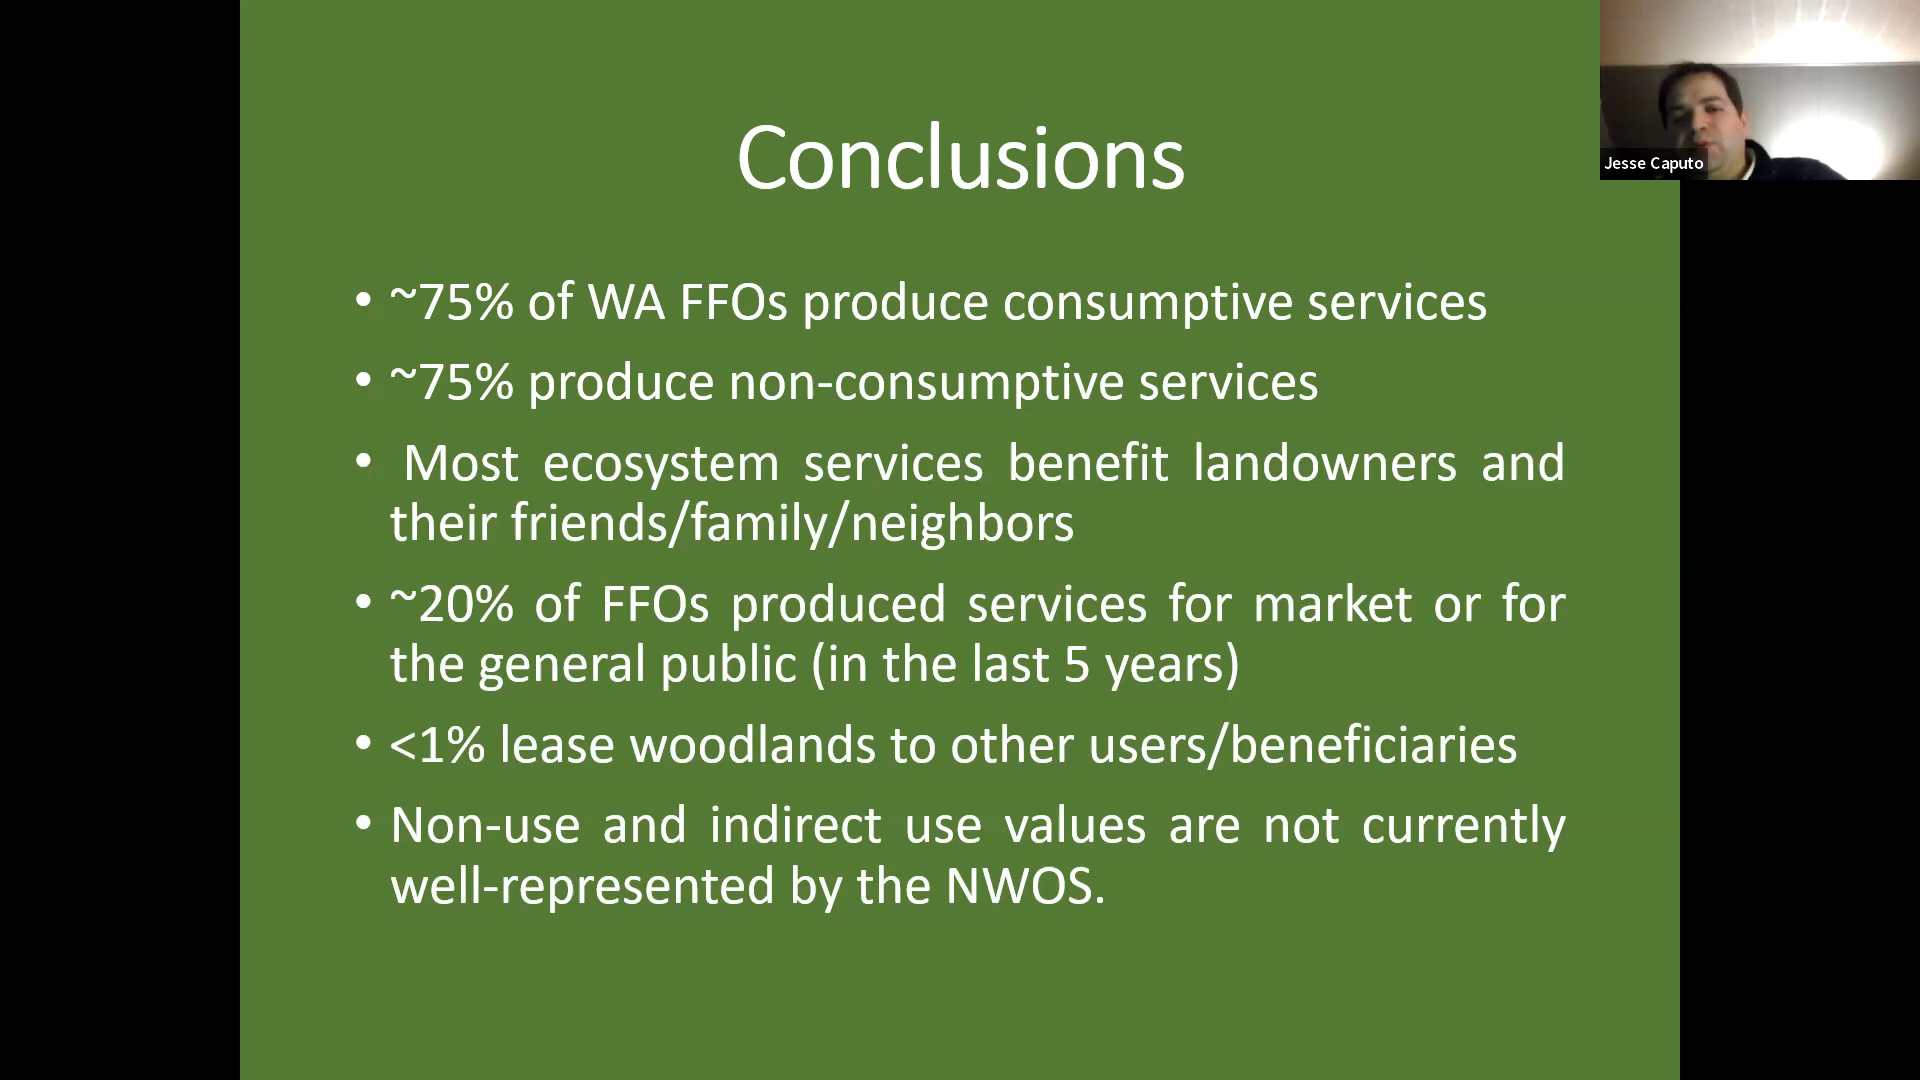 Conclusions
Jesse Caputo
• ~75% of WA FFOs produce consumptive services
• ~75% produce non-consumptive services
• Most ecosystem services benefit landowners and
their friends/family/neighbors
• ~20% of FFOs produced services for market or for
the general public (in the last 5 years)
• <1% lease woodlands to other users/beneficiaries
• Non-use and indirect use values are not currently
well-represented by the NWOS.